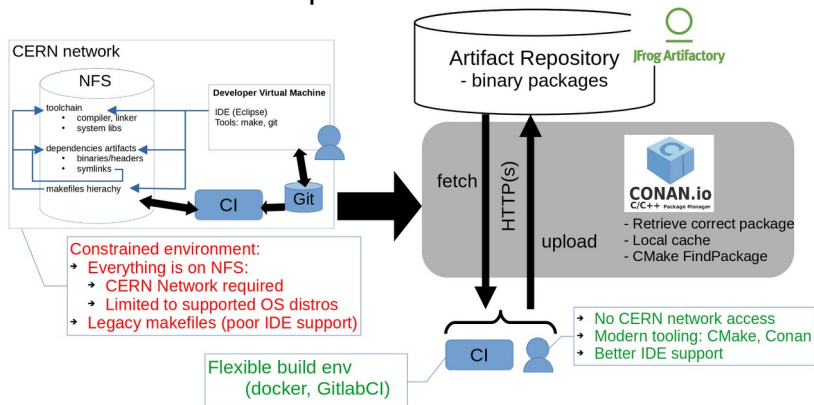 CERN network
NFS
toolchain
• compiler, linker
• system libs
dependencies artifacts
• binaries/headers
• symlinks
makefiles hierachy
Developer Virtual Machine
IDE (Eclipse)
Tools: make, git
CI
Git
Constrained environment:
Everything is on NFS:
CERN Network required
Limited to supported OS distros
Legacy makefiles (poor IDE support)
Artifact Repository
- binary packages
JFrog Artifactory
fetch
HTTP(s)
upload
CONAN.io
C/C++ Package Manager
- Retrieve correct package
- Local cache
- CMake FindPackage
CI
No CERN network access
Modern tooling: CMake, Conan
Better IDE support
Flexible build env
(docker, GitlabCI)